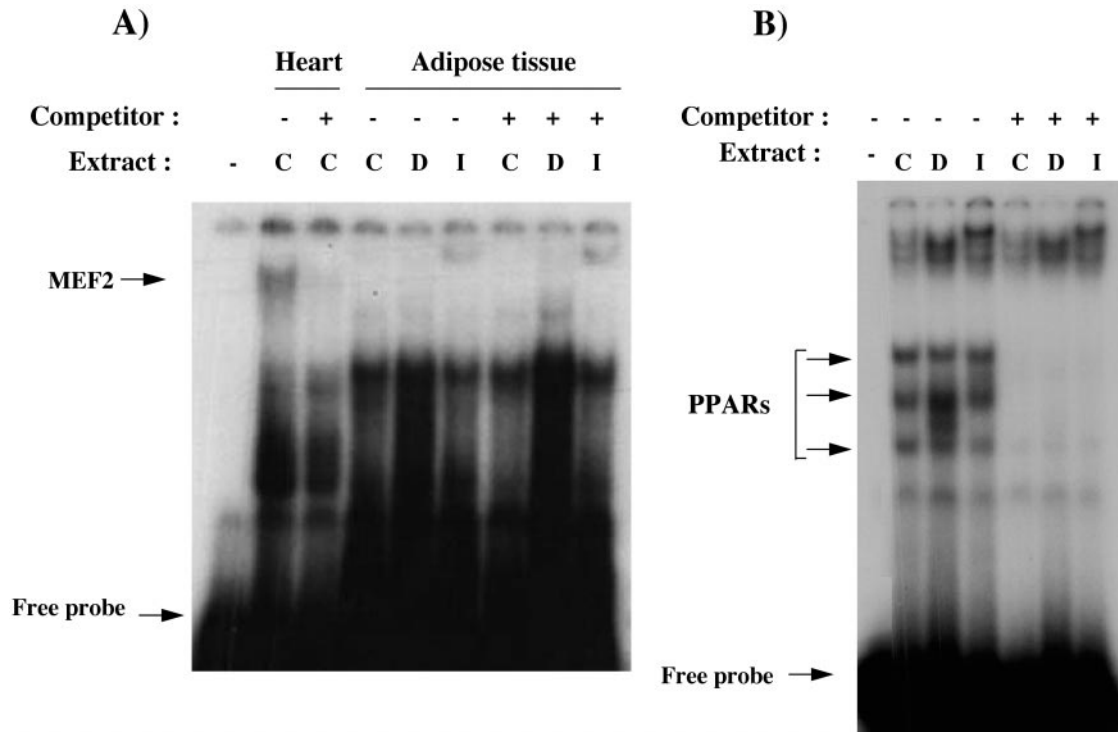 A)
Heart Adipose tissue
Competitor : - + - - - + + +
Extract : - C C C D I C D I
MEF2
Free probe
B)
Competitor : - - - - + + +
Extract : - C D I C D I
PPARs
Free probe